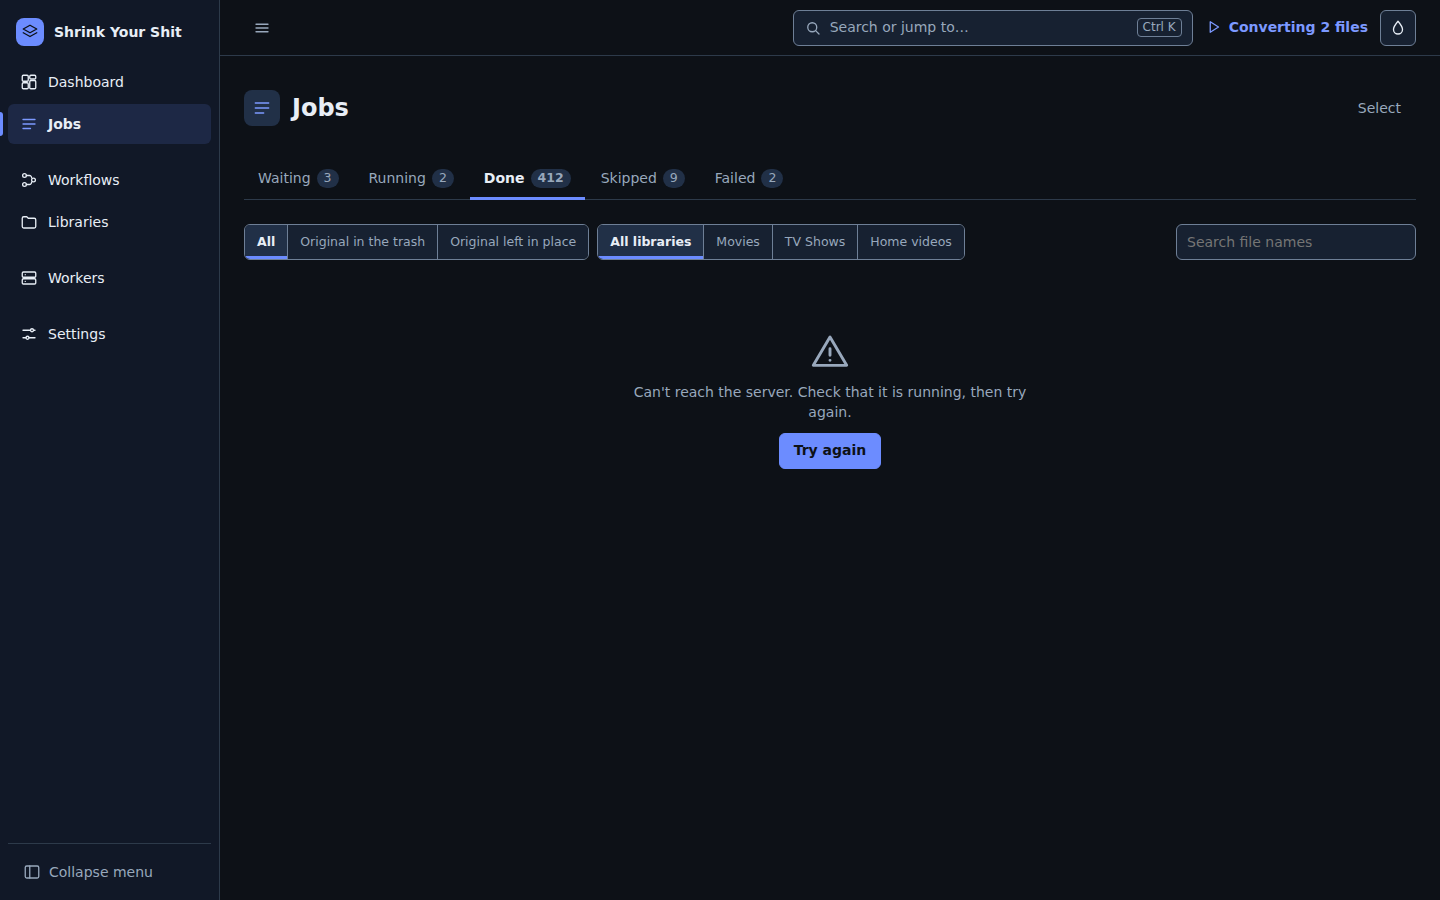 Shrink Your Shit
Dashboard
Jobs
Workflows
Libraries
Workers
Settings
Collapse menu
Search or jump to... Ctrl K
Converting 2 files
Jobs
Select
Waiting 3 Running 2 Done 412 Skipped 9 Failed 2
All Original in the trash Original left in place All libraries Movies TV Shows Home videos Search file names
Can't reach the server. Check that it is running, then try
again.
Try again